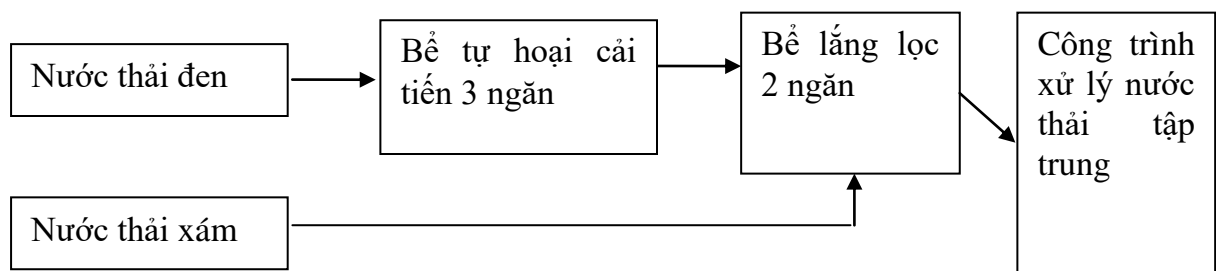 Nước thải đen
Bể tự hoại cải
tiến 3 ngăn
Bể lắng lọc
2 ngăn
Công trình
xử lý nước
thải tập
trung
Nước thải xám